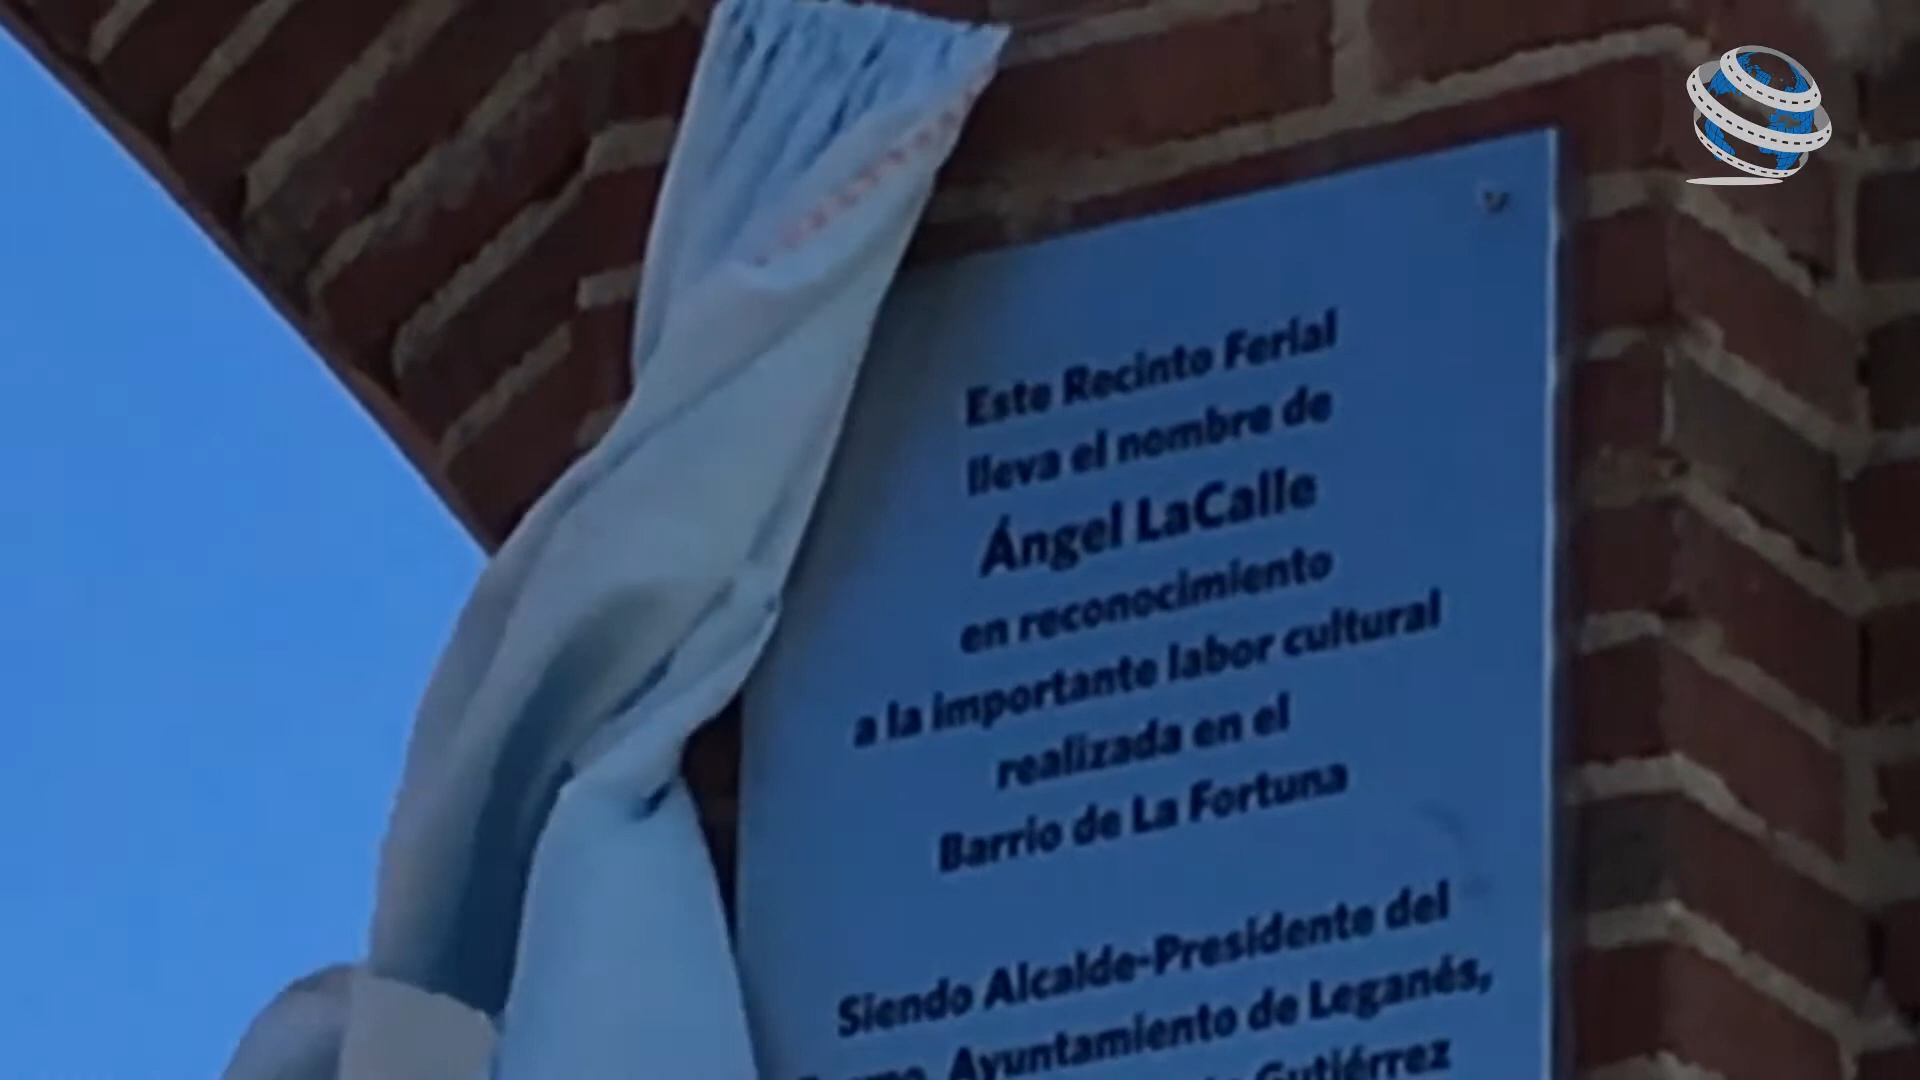 Este Recinto Ferial
lleva el nombre de
Ángel LaCalle
en reconocimiento
a la importante labor cultural
realizada en el
Barrio de La Fortuna
Siendo Alcalde-Presidente del
Ayuntamiento de Leganés,
Gutiérrez